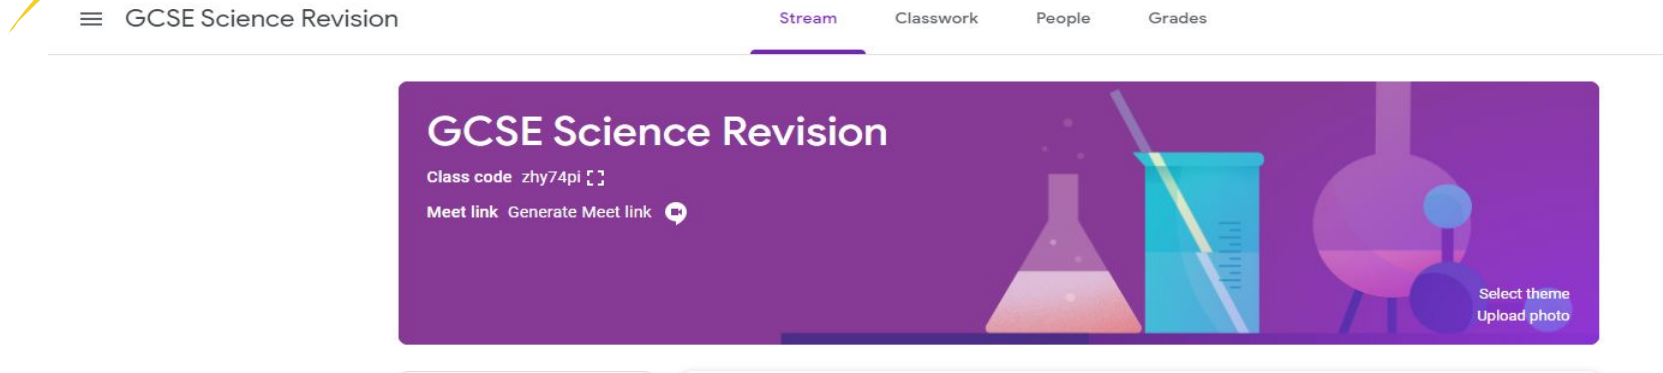 GCSE Science Revision
Stream Classwork People Grades
GCSE Science Revision
Class code zhy74pi
Meet link Generate Meet link
Select theme
Upload photo